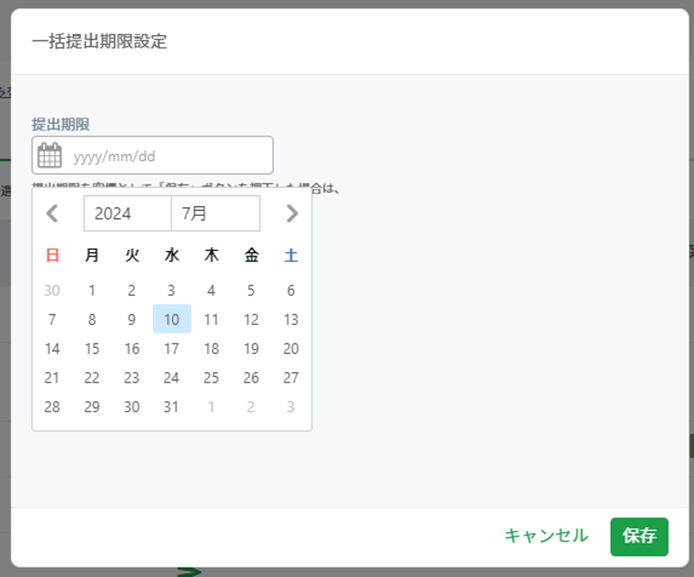 一括提出期限設定
提出期限
yyyy/mm/dd
提出期限を空欄として「保存」ボタンを押下した場合は、
2024 7月
日 月 火 水 木 金 土
30 1 2 3 4 5 6
7 8 9 10 11 12 13
14 15 16 17 18 19 20
21 22 23 24 25 26 27
28 29 30 31 1 2 3
キャンセル 保存